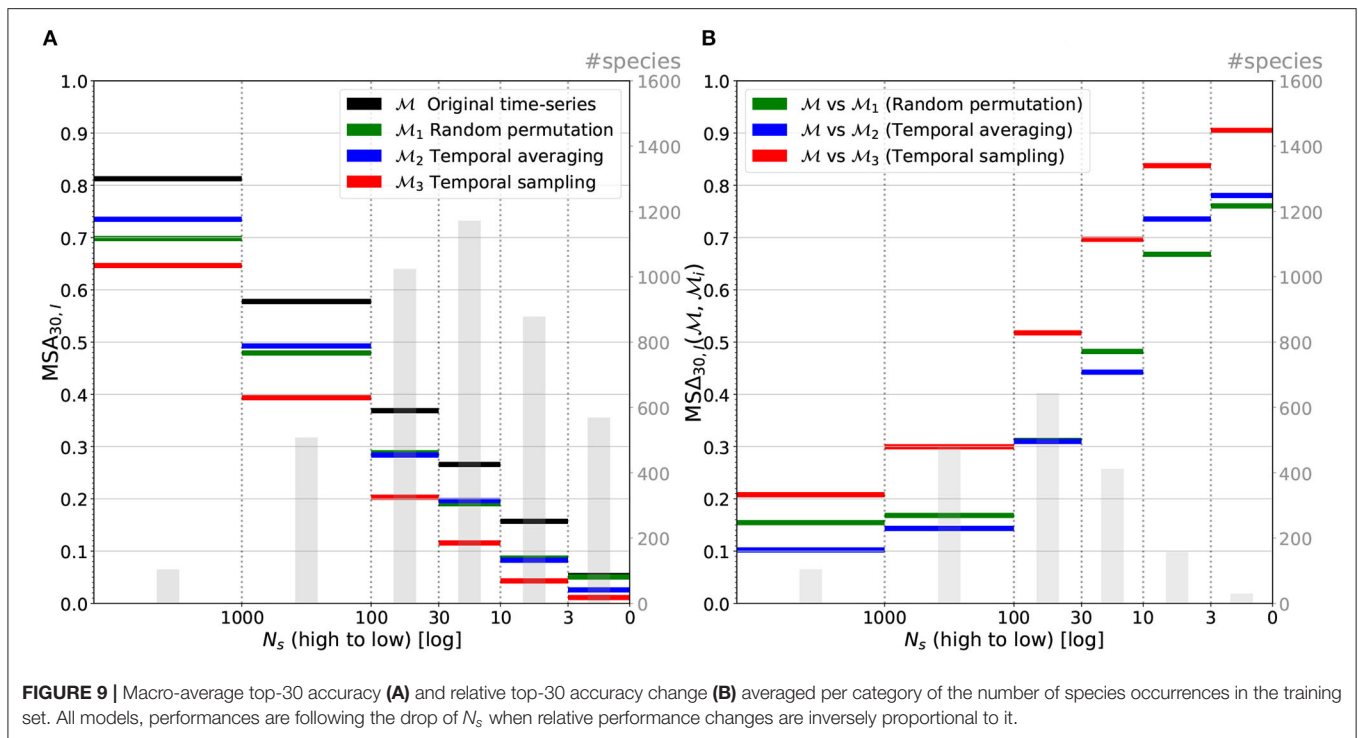 A
#species
1.0
0.9
0.8
0.7
0.6
0.5
0.4
0.3
0.2
0.1
0.0
MSA30, I
ℳ Original time-series
ℳ1 Random permutation
ℳ2 Temporal averaging
ℳ3 Temporal sampling
1600
1400
1200
1000
800
600
400
200
0
1000 100 30 10 3 0
Ns (high to low) [log]
B
#species
1.0
0.9
0.8
0.7
0.6
0.5
0.4
0.3
0.2
0.1
0.0
MSΔ30, I(ℳ, ℳi)
ℳ vs ℳ1 (Random permutation)
ℳ vs ℳ2 (Temporal averaging)
ℳ vs ℳ3 (Temporal sampling)
1600
1400
1200
1000
800
600
400
200
0
1000 100 30 10 3 0
Ns (high to low) [log]
FIGURE 9 | Macro-average top-30 accuracy (A) and relative top-30 accuracy change (B) averaged per category of the number of species occurrences in the training
set. All models, performances are following the drop of Ns when relative performance changes are inversely proportional to it.